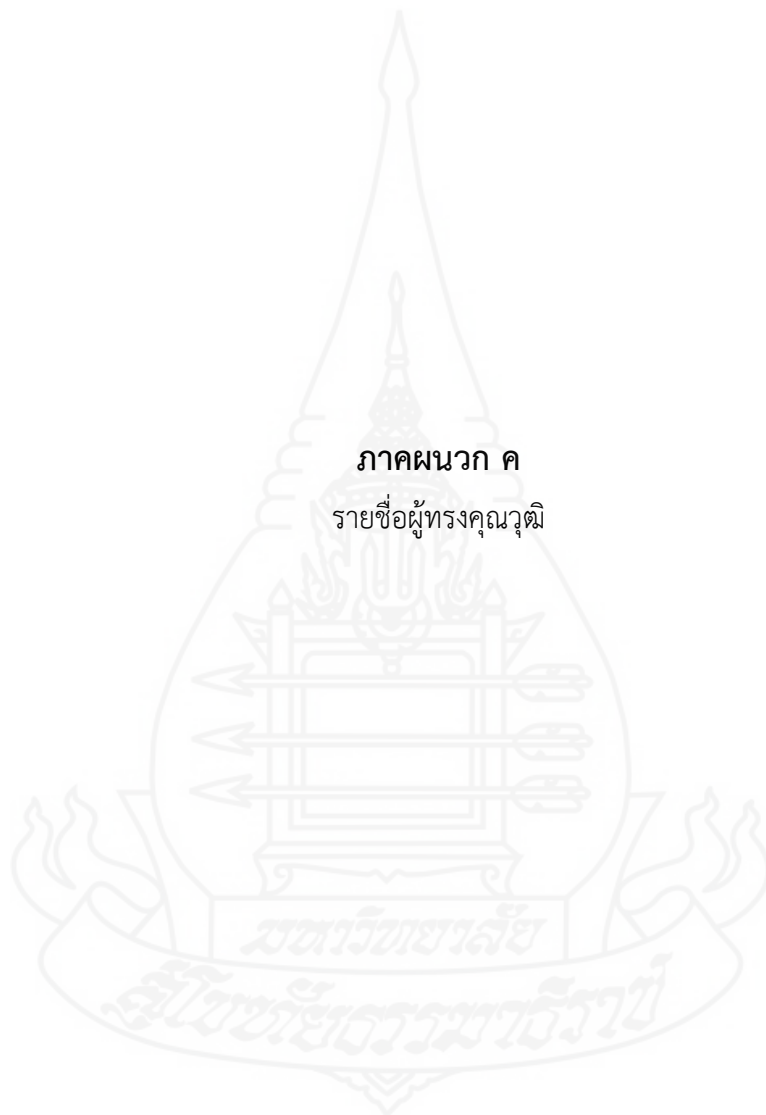 ภาคผนวก ค
รายชื่อผู้ทรงคุณวุฒิ
มหาวิทยาลัย
สุโขทัยธรรมาธิราช